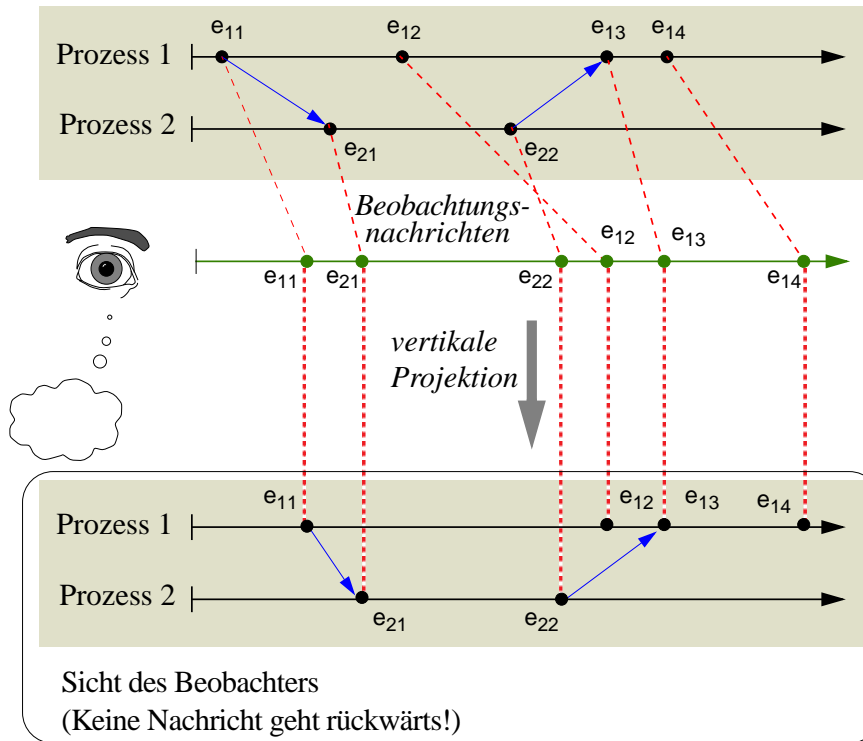 e11 e12 e13 e14
Prozess 1
Prozess 2
e21 e22
Beobachtungs-
nachrichten
e12 e13
e11 e21 e22 e14
vertikale
Projektion
e11 e12 e13 e14
Prozess 1
Prozess 2
e21 e22
Sicht des Beobachters
(Keine Nachricht geht rückwärts!)